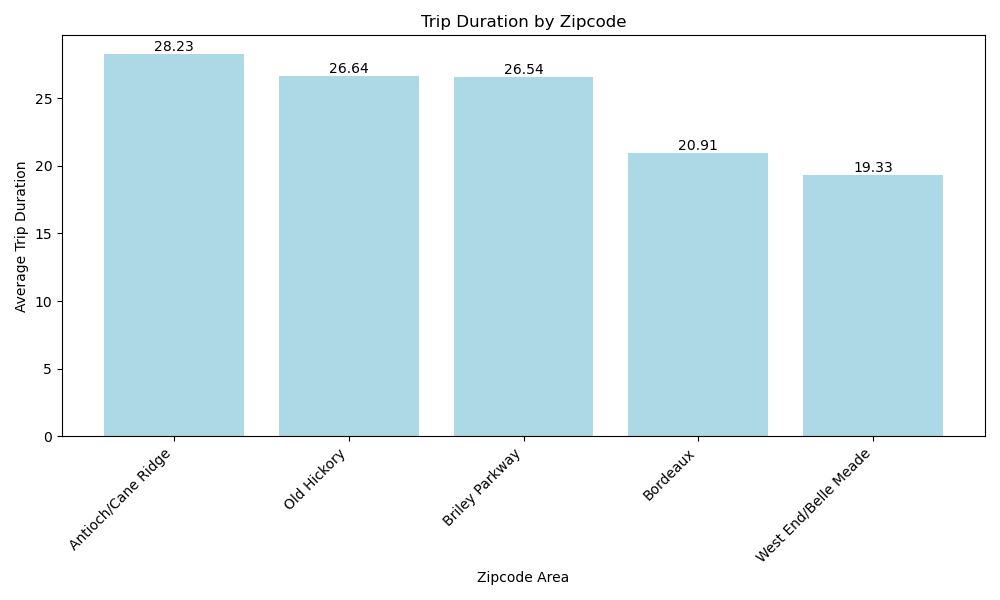 Trip Duration by Zipcode
28.23
26.64
26.54
20.91
19.33
Average Trip Duration
25
20
15
10
5
0
Antioch/Cane Ridge
Old Hickory
Briley Parkway
Bordeaux
West End/Belle Meade
Zipcode Area